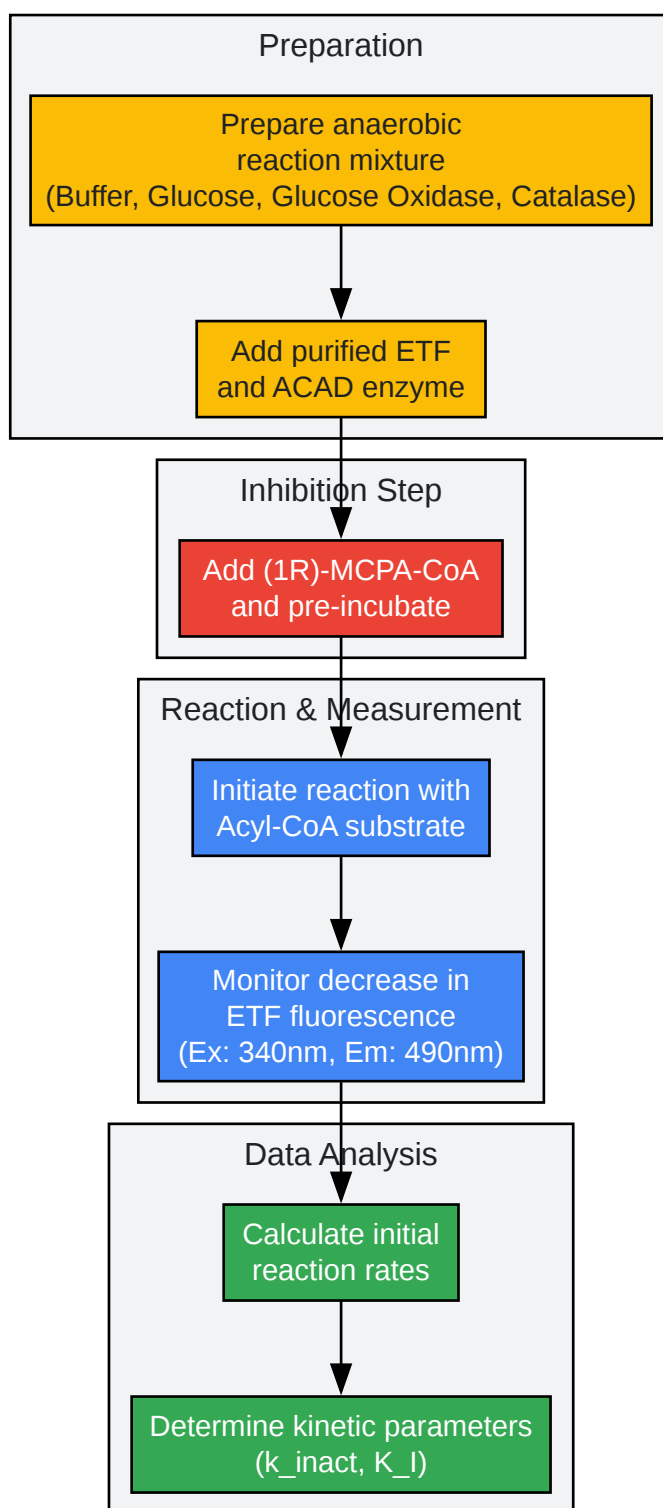 Preparation
Prepare anaerobic
reaction mixture
(Buffer, Glucose, Glucose Oxidase, Catalase)
Add purified ETF
and ACAD enzyme
Inhibition Step
Add (1R)-MCPA-CoA
and pre-incubate
Reaction & Measurement
Initiate reaction with
Acyl-CoA substrate
Monitor decrease in
ETF fluorescence
(Ex: 340nm, Em: 490nm)
Data Analysis
Calculate initial
reaction rates
Determine kinetic parameters
(k_inact, K_I)